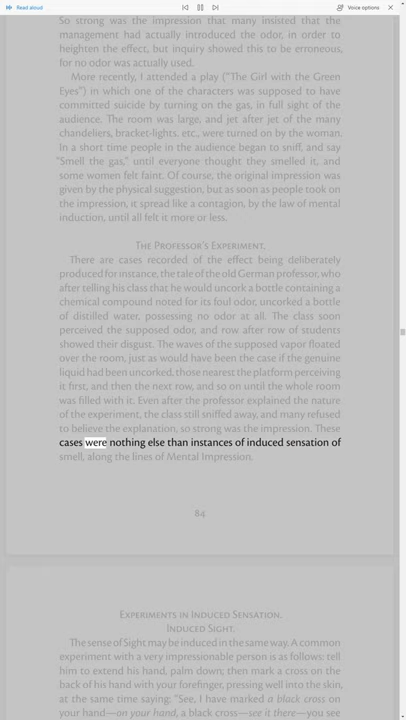 Read aloud
Voice options
So strong was the impression that many insisted that the
management had actually introduced the odor, in order to
heighten the effect, but inquiry showed this to be erroneous,
for no odor was actually used.
More recently, I attended a play ("The Girl with the Green
Eyes") in which one of the characters was supposed to have
committed suicide by turning on the gas, in full sight of the
audience. The room was large, and jet after jet of the many
chandeliers, bracket-lights. etc., were turned on by the woman.
In a short time people in the audience began to sniff, and say
"Smell the gas," until everyone thought they smelled it, and
some women felt faint. Of course, the original impression was
given by the physical suggestion, but as soon as people took on
the impression, it spread like a contagion, by the law of mental
induction, until all felt it more or less.
The Professor's Experiment.
There are cases recorded of the effect being deliberately
produced for instance, the tale of the old German professor, who
after telling his class that he would uncork a bottle containing a
chemical compound noted for its foul odor, uncorked a bottle
of distilled water, possessing no odor at all. The class soon
perceived the supposed odor, and row after row of students
showed their disgust. The waves of the supposed vapor floated
over the room, just as would have been the case if the genuine
liquid had been uncorked, those nearest the platform perceiving
it first, and then the next row, and so on until the whole room
was filled with it. Even after the professor explained the nature
of the experiment, the class still sniffed away, and many refused
to believe the explanation, so strong was the impression. These
cases were nothing else than instances of induced sensation of
smell, along the lines of Mental Impression.
84
Experiments in Induced Sensation.
Induced Sight.
The sense of Sight may be induced in the same way. A common
experiment with a very impressionable person is as follows: tell
him to extend his hand, palm down; then mark a cross on the
back of his hand with your forefinger, pressing well into the skin,
at the same time saying: "See, I have marked a black cross on
your hand—on your hand, a black cross—see it there—you see